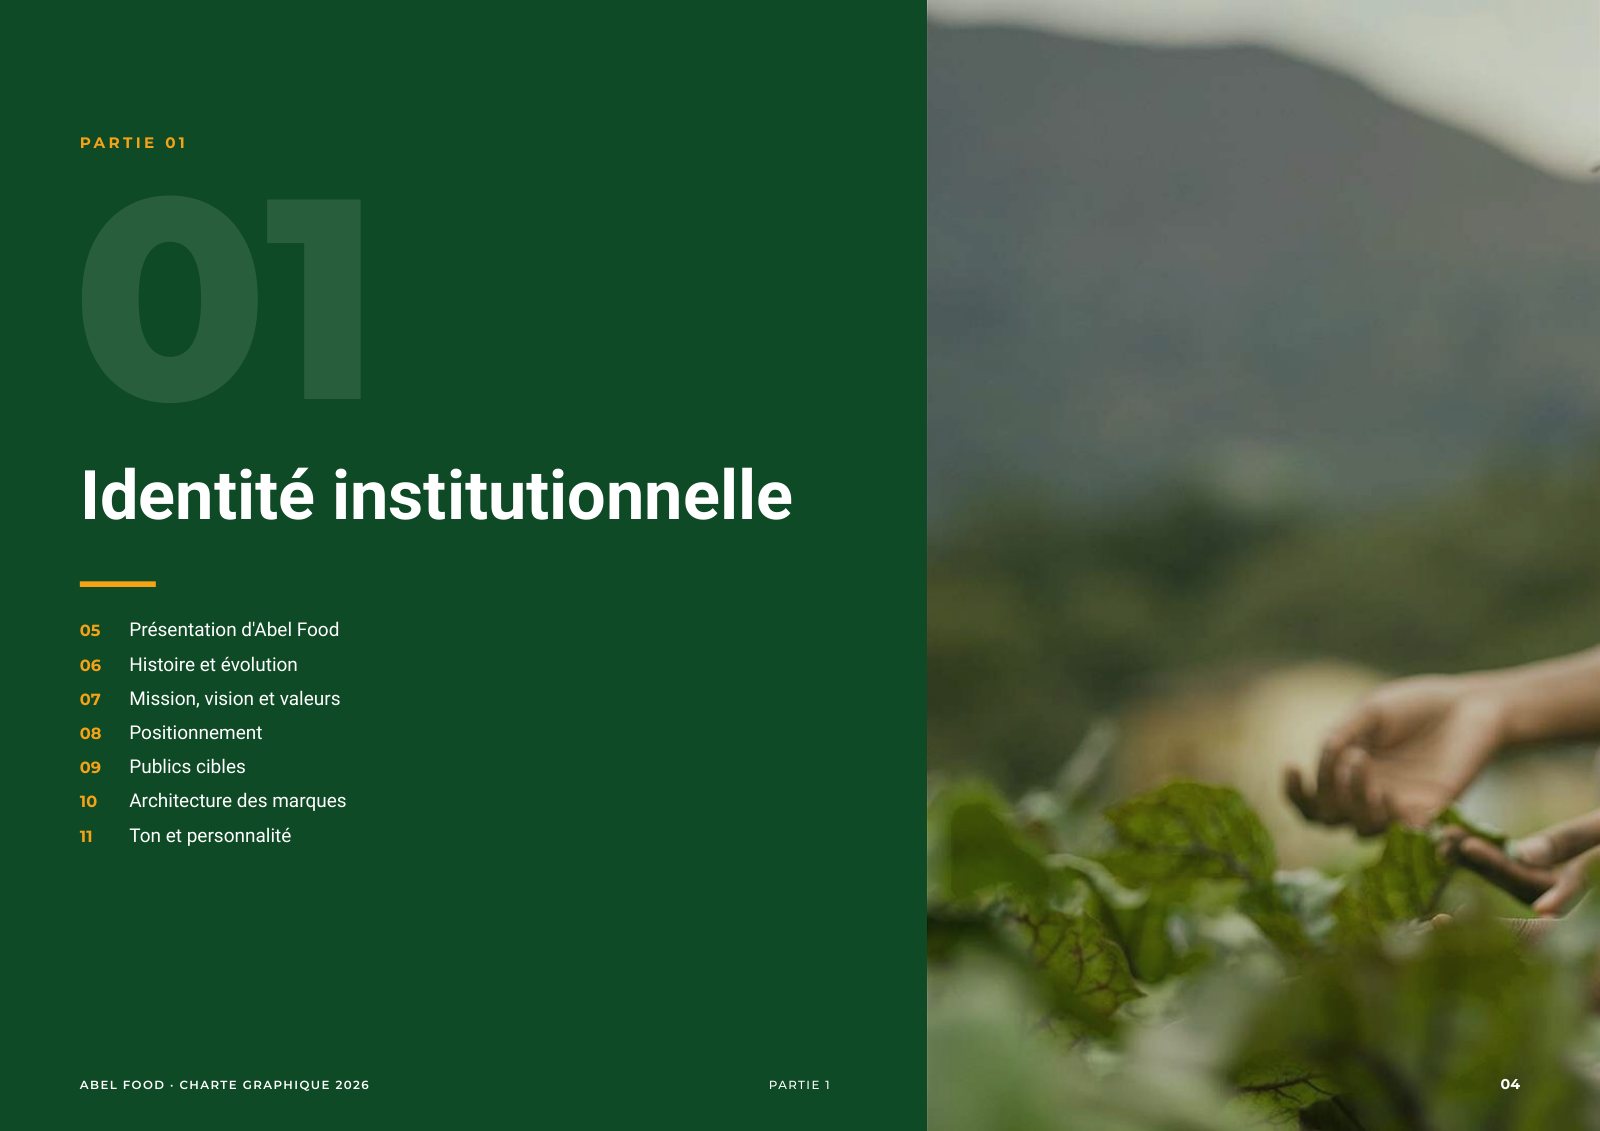 PARTIE 01
01
Identité institutionnelle
05 Présentation d'Abel Food
06 Histoire et évolution
07 Mission, vision et valeurs
08 Positionnement
09 Publics cibles
10 Architecture des marques
11 Ton et personnalité
ABEL FOOD · CHARTE GRAPHIQUE 2026
PARTIE 1
04